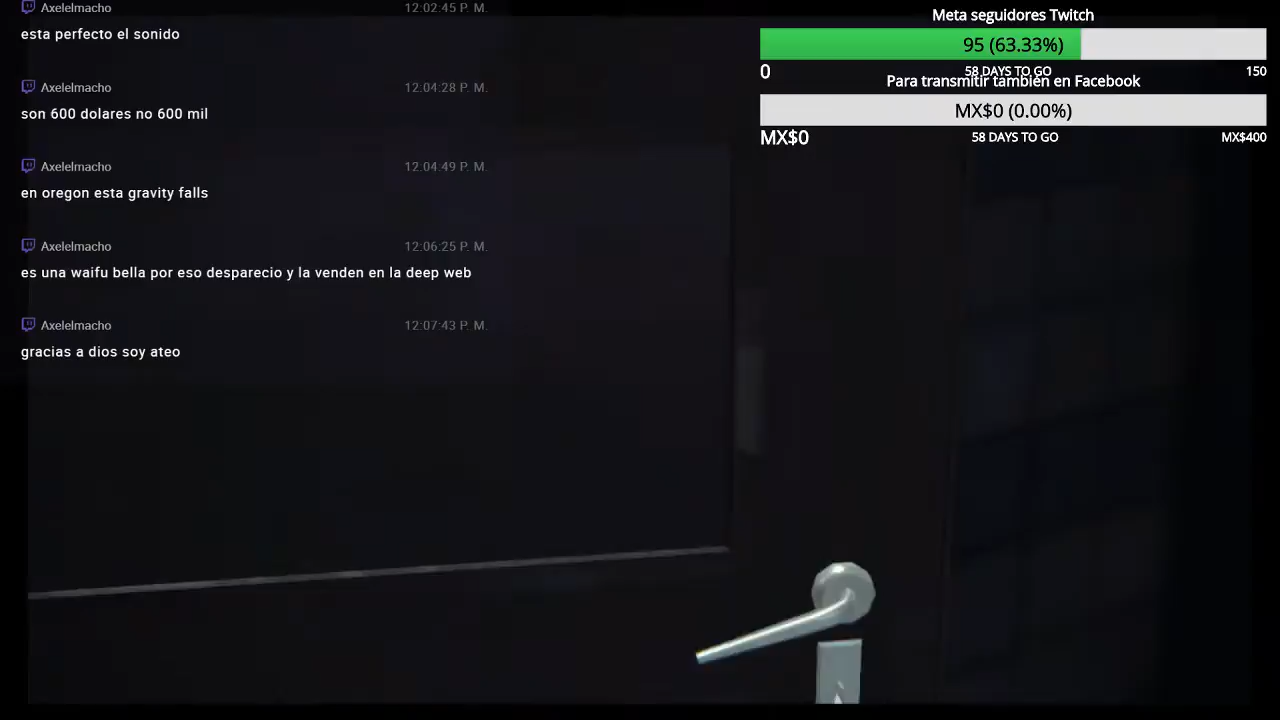 Axelelmacho 12:02:45 P. M.
esta perfecto el sonido
Axelelmacho 12:04:28 P. M.
son 600 dolares no 600 mil
Axelelmacho 12:04:49 P. M.
en oregon esta gravity falls
Axelelmacho 12:06:25 P. M.
es una waifu bella por eso desparecio y la venden en la deep web
Axelelmacho 12:07:43 P. M.
gracias a dios soy ateo
Meta seguidores Twitch
95 (63.33%)
0 58 DAYS TO GO 150
Para transmitir también en Facebook
MX$0 (0.00%)
MX$0 58 DAYS TO GO MX$400